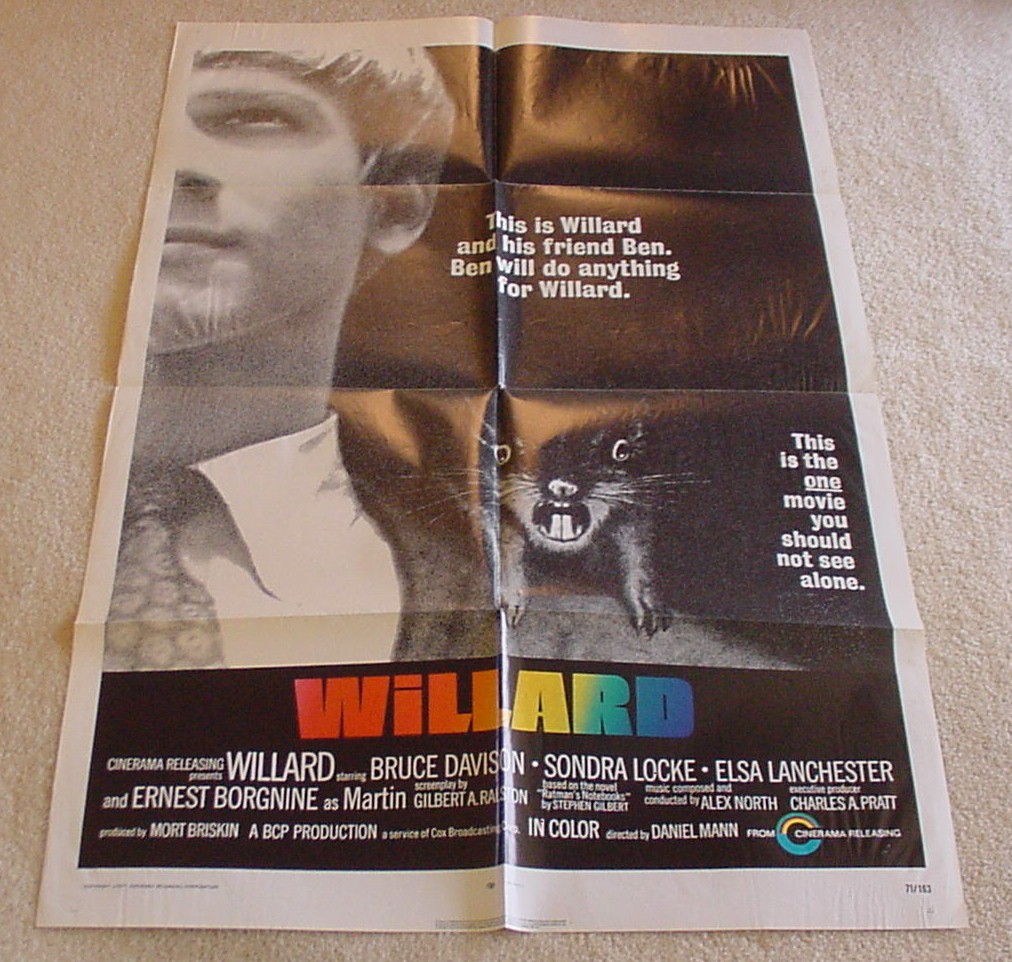 This is Willard
and his friend Ben.
Ben will do anything
for Willard.
This
is the
one
movie
you
should
not see
alone.
WiLLARD
CINERAMA RELEASING presents WILLARD starring BRUCE DAVISON • SONDRA LOCKE • ELSA LANCHESTER
and ERNEST BORGNINE as Martin screenplay by GILBERT A. RALSTON based on the novel "Ratman's Notebooks" by STEPHEN GILBERT music composed and conducted by ALEX NORTH executive producer CHARLES A. PRATT
produced by MORT BRISKIN A BCP PRODUCTION a service of Cox Broadcasting Corp. IN COLOR directed by DANIEL MANN FROM CINERAMA RELEASING
71/163